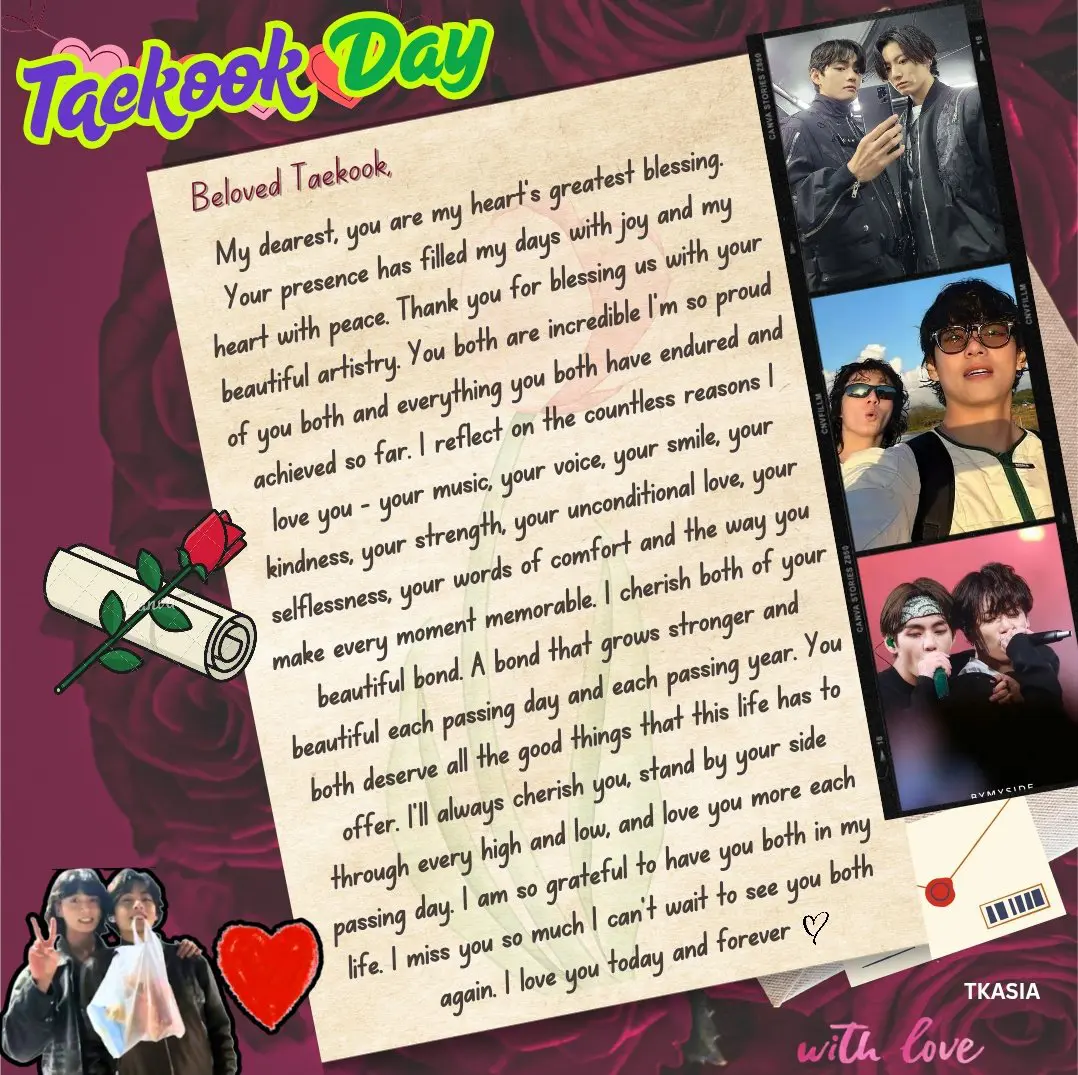 Taekook Day
Beloved Taekook,
My dearest, you are my heart's greatest blessing.
Your presence has filled my days with joy and my
heart with peace. Thank you for blessing us with your
beautiful artistry. You both are incredible I'm so proud
of you both and everything you both have endured and
achieved so far. I reflect on the countless reasons I
love you - your music, your voice, your smile, your
kindness, your strength, your unconditional love, your
selflessness, your words of comfort and the way you
make every moment memorable. I cherish both of your
beautiful bond. A bond that grows stronger and
beautiful each passing day and each passing year. You
both deserve all the good things that this life has to
offer. I'll always cherish you, stand by your side
through every high and low, and love you more each
passing day. I am so grateful to have you both in my
life. I miss you so much I can't wait to see you both
again. I love you today and forever
CANVA STORIES Z850
18
CNVFILLM
CNVFILLM
CANVA STORIES Z850
18
BYMYSIDE
Canva
TKASIA
with love